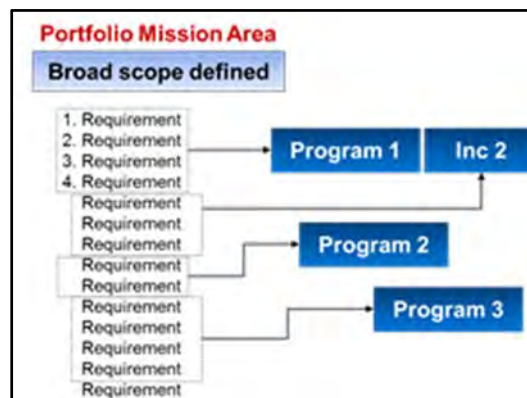 Portfolio Mission Area
Broad scope defined
1. Requirement
2. Requirement
3. Requirement
4. Requirement
Program 1
Inc 2
Requirement
Requirement
Requirement
Program 2
Requirement
Requirement
Requirement
Requirement
Requirement
Requirement
Program 3
Requirement